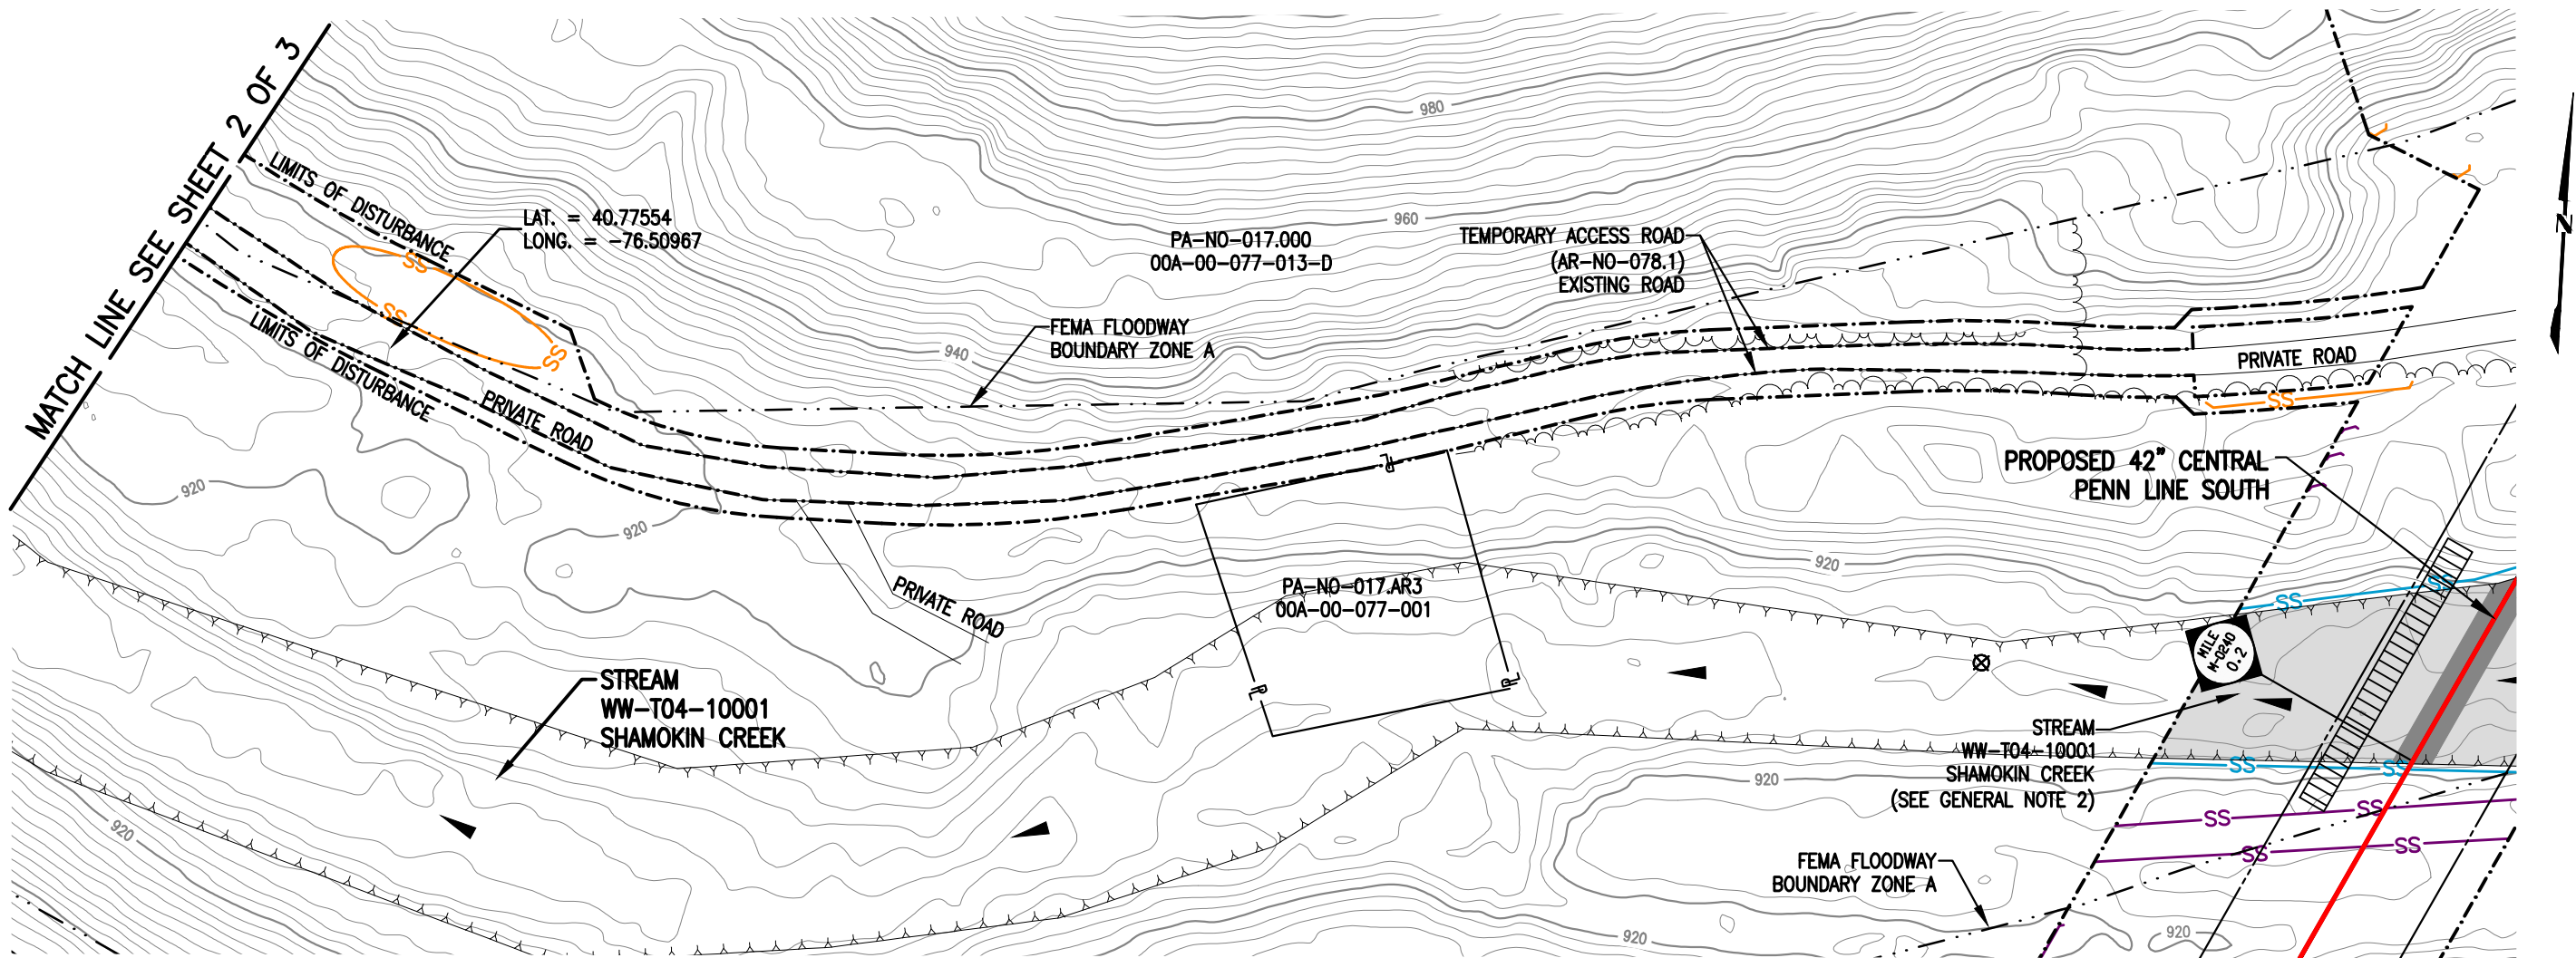 MATCH LINE SEE SHEET 2 OF 3
LIMITS OF DISTURBANCE
LAT. = 40.77554
LONG. = -76.50967
SS
SS
SS
LIMITS OF DISTURBANCE
PRIVATE ROAD
980
960
940
PA-NO-017.000
00A-00-077-013-D
TEMPORARY ACCESS ROAD
(AR-NO-078.1)
EXISTING ROAD
FEMA FLOODWAY
BOUNDARY ZONE A
PRIVATE ROAD
SS
N
PROPOSED 42" CENTRAL
PENN LINE SOUTH
920
920
920
PRIVATE ROAD
PL
PA-NO-017.AR3
00A-00-077-001
PL
PL
SS
SS
MILE
M-0240
0.2
STREAM
WW-T04-10001
SHAMOKIN CREEK
STREAM
WW-T04-10001
SHAMOKIN CREEK
(SEE GENERAL NOTE 2)
SS
SS
920
920
SS
SS
SS
SS
FEMA FLOODWAY
BOUNDARY ZONE A
920
920